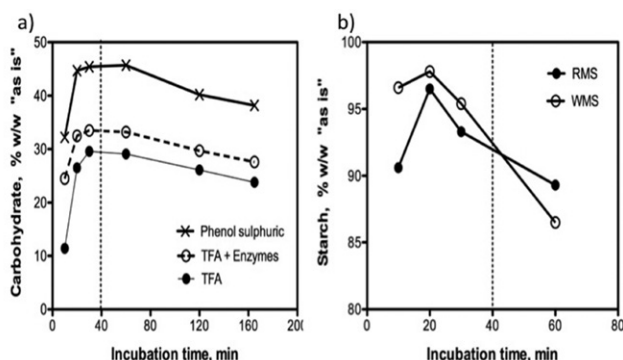 a)
Carbohydrate, % w/w "as is"
50
40
30
20
10
0
Phenol sulphuric
TFA + Enzymes
TFA
0 40 80 120 160 200
Incubation time, min
b)
Starch, % w/w "as is"
100
95
90
85
80
RMS
WMS
0 20 40 60 80
Incubation time, min